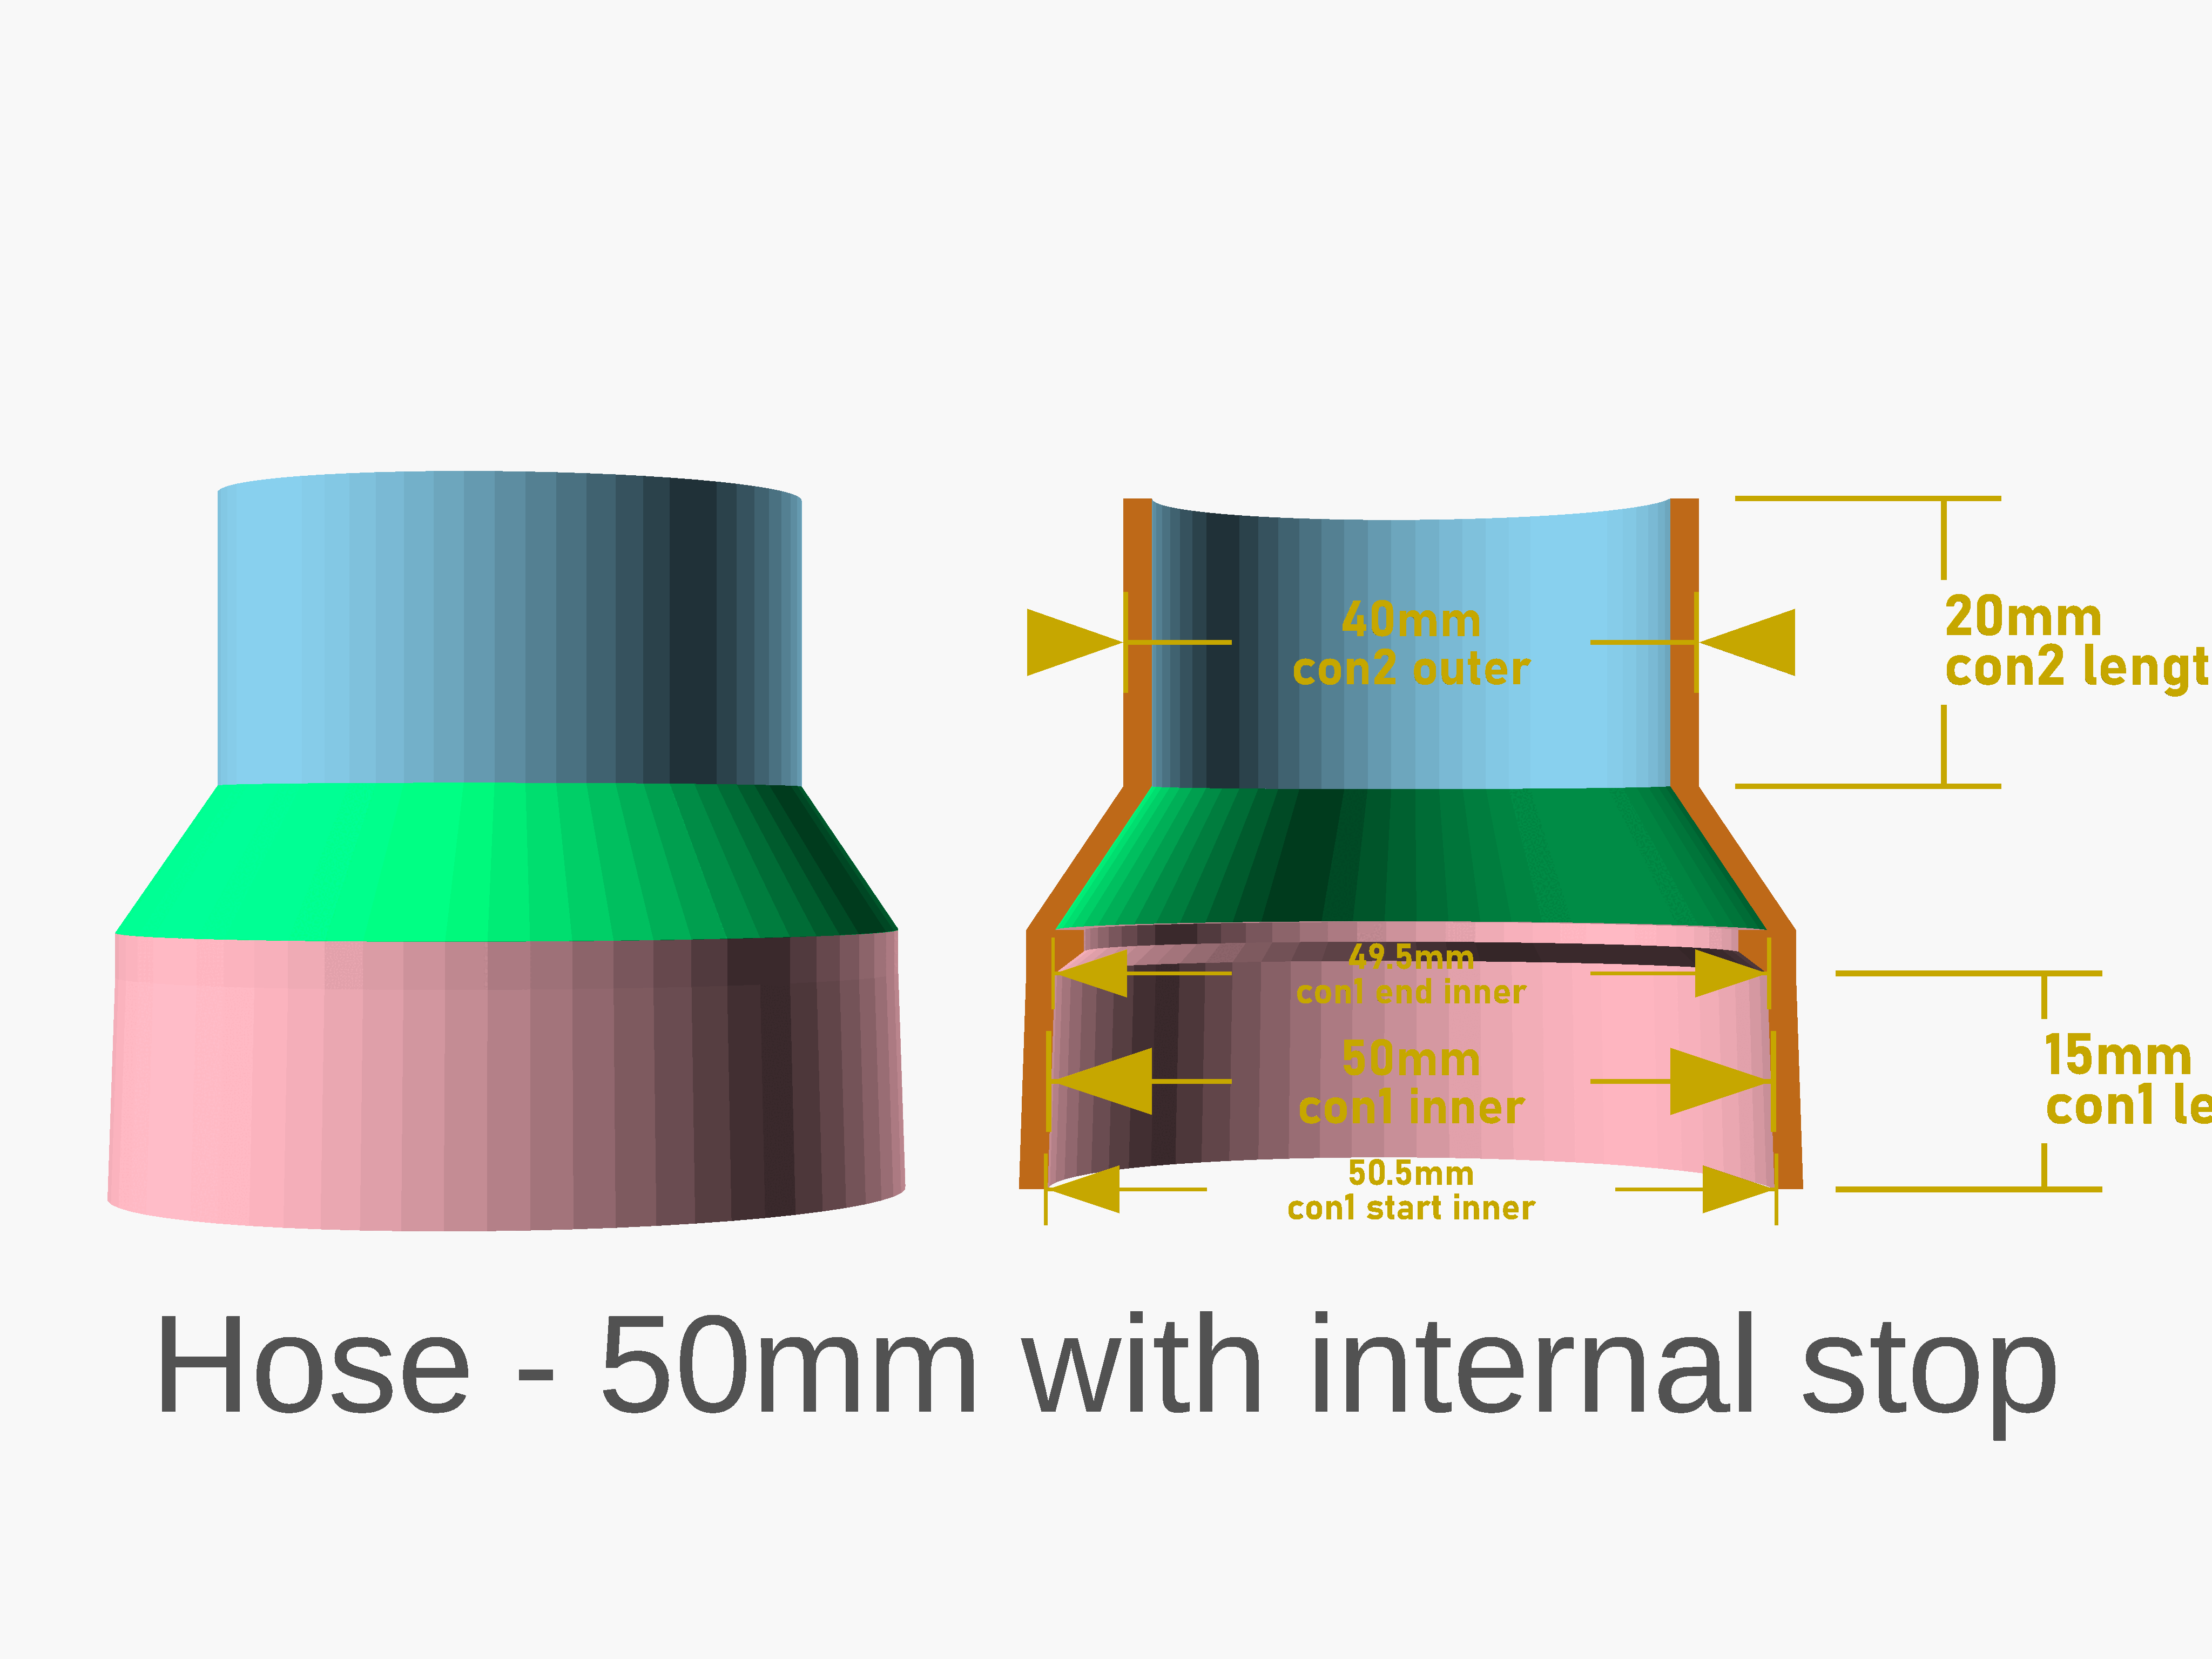 40mm
con2 outer
20mm
con2 lengt
49.5mm
con1 end inner
50mm
con1 inner
15mm
con1 le
50.5mm
con1 start inner
Hose - 50mm with internal stop